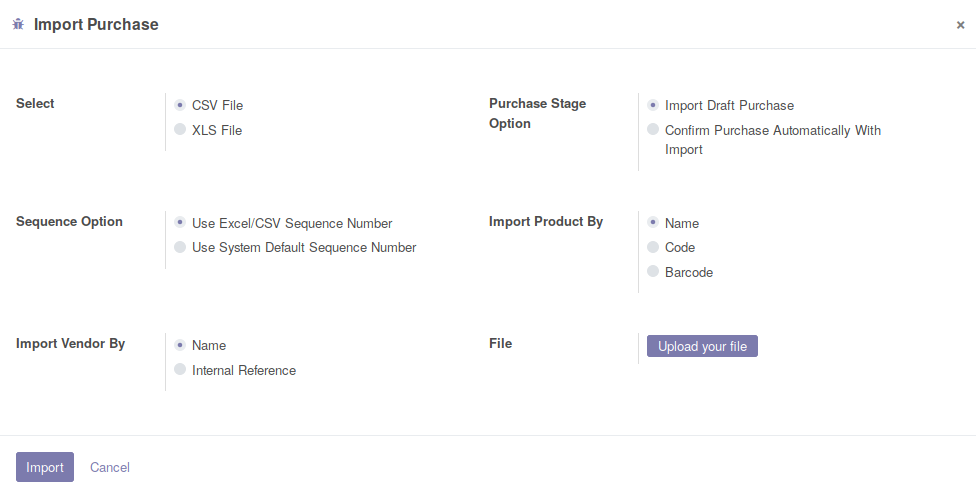 Import Purchase
×
Select
CSV File
XLS File
Purchase Stage
Option
Import Draft Purchase
Confirm Purchase Automatically With
Import
Sequence Option
Use Excel/CSV Sequence Number
Use System Default Sequence Number
Import Product By
Name
Code
Barcode
Import Vendor By
Name
Internal Reference
File
Upload your file
Import
Cancel